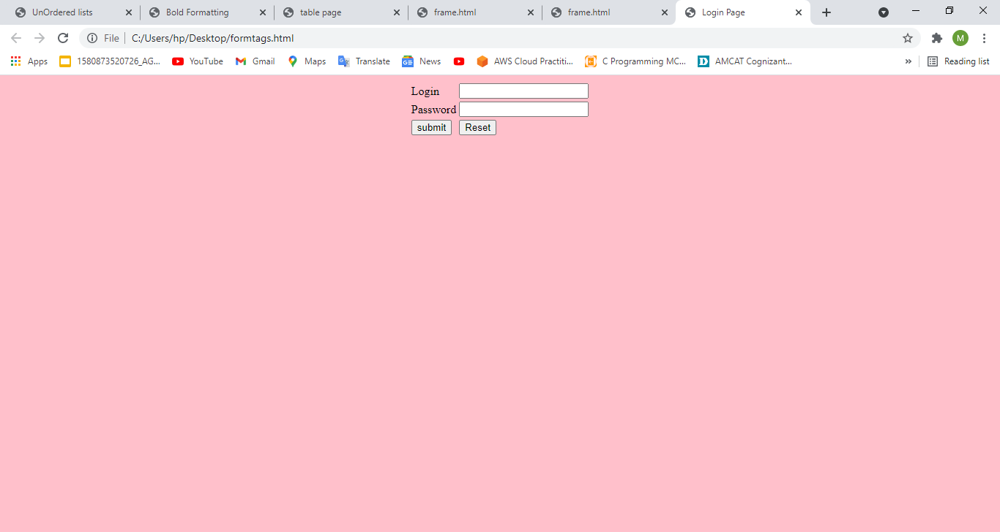 UnOrdered lists Bold Formatting table page frame.html frame.html Login Page
File C:/Users/hp/Desktop/formtags.html M
Apps 1580873520726_AG... YouTube Gmail Maps Translate News AWS Cloud Practiti... C Programming MC... AMCAT Cognizant... » Reading list
Login
Password
submit Reset